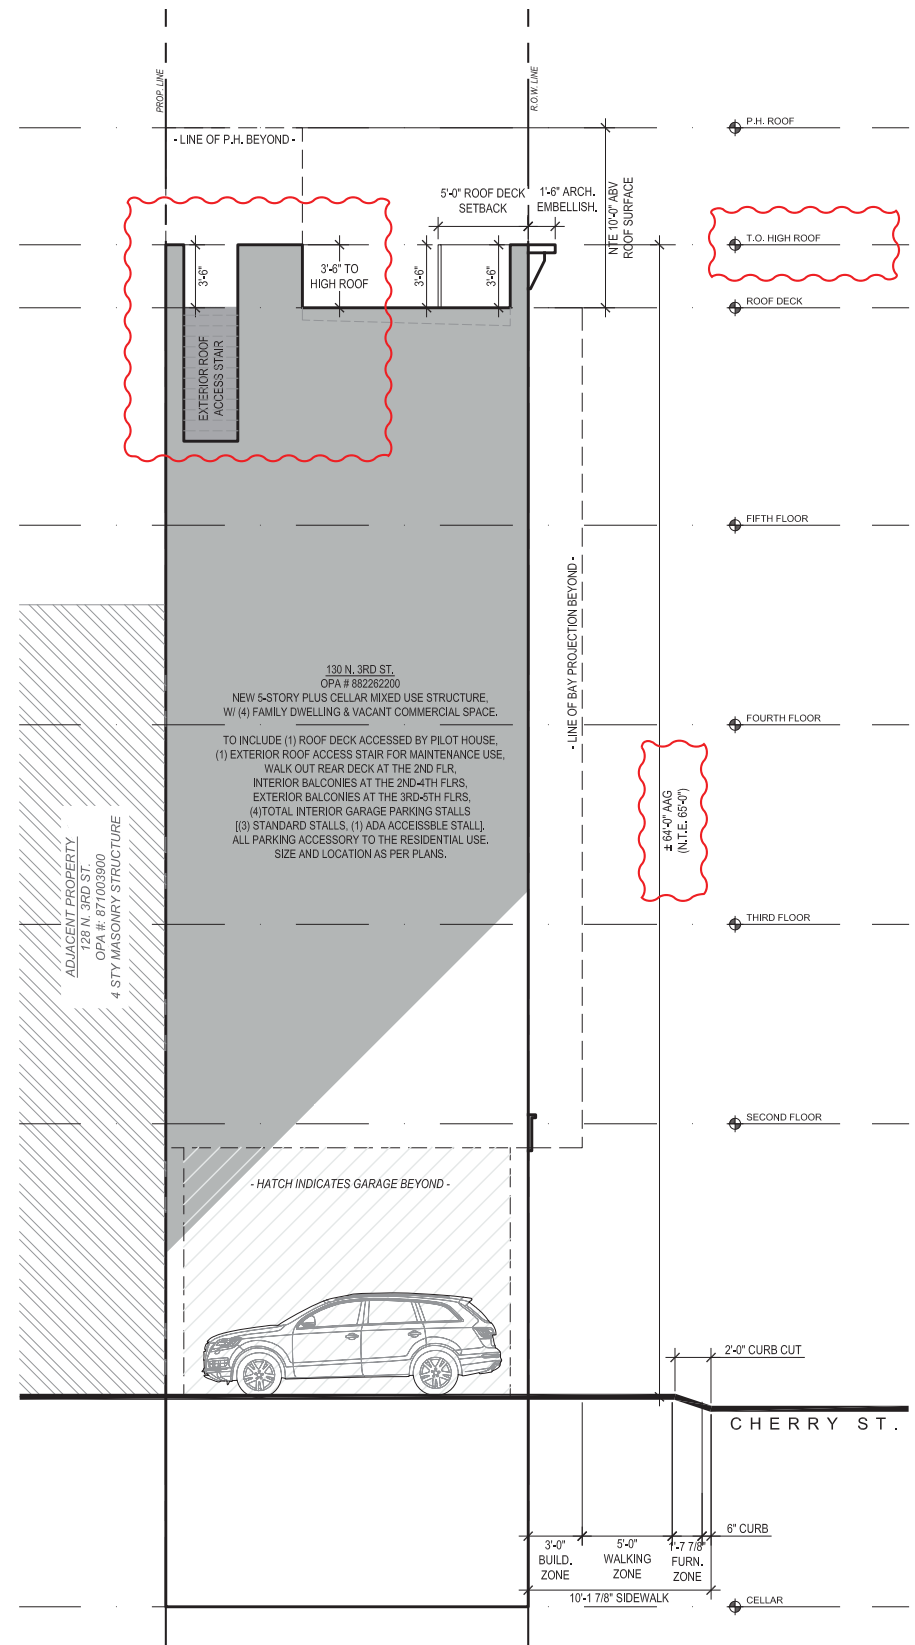 PROP. LINE
R.O.W. LINE
P.H. ROOF
- LINE OF P.H. BEYOND -
5'-0" ROOF DECK
SETBACK
1'-6" ARCH.
EMBELLISH.
NTE 10'-0" ABV
ROOF SURFACE
T.O. HIGH ROOF
3'-6"
3'-6" TO
HIGH ROOF
3'-6"
3'-6"
ROOF DECK
EXTERIOR ROOF
ACCESS STAIR
FIFTH FLOOR
- LINE OF BAY PROJECTION BEYOND -
130 N. 3RD ST.
OPA # 882262200
NEW 5-STORY PLUS CELLAR MIXED USE STRUCTURE,
W/ (4) FAMILY DWELLING & VACANT COMMERCIAL SPACE.
FOURTH FLOOR
TO INCLUDE (1) ROOF DECK ACCESSED BY PILOT HOUSE,
(1) EXTERIOR ROOF ACCESS STAIR FOR MAINTENANCE USE,
WALK OUT REAR DECK AT THE 2ND FLR,
INTERIOR BALCONIES AT THE 2ND-4TH FLRS,
EXTERIOR BALCONIES AT THE 3RD-5TH FLRS,
(4)TOTAL INTERIOR GARAGE PARKING STALLS
[(3) STANDARD STALLS, (1) ADA ACCEISSBLE STALL].
ALL PARKING ACCESSORY TO THE RESIDENTIAL USE.
SIZE AND LOCATION AS PER PLANS.
± 64'-0" AAG
(N.T.E. 65'-0")
ADJACENT PROPERTY
128 N. 3RD ST.
OPA #: 871003900
4 STY MASONRY STRUCTURE
THIRD FLOOR
SECOND FLOOR
- HATCH INDICATES GARAGE BEYOND -
2'-0" CURB CUT
CHERRY ST.
6" CURB
3'-0"
BUILD.
ZONE
5'-0"
WALKING
ZONE
1'-7 7/8"
FURN.
ZONE
10'-1 7/8" SIDEWALK
CELLAR